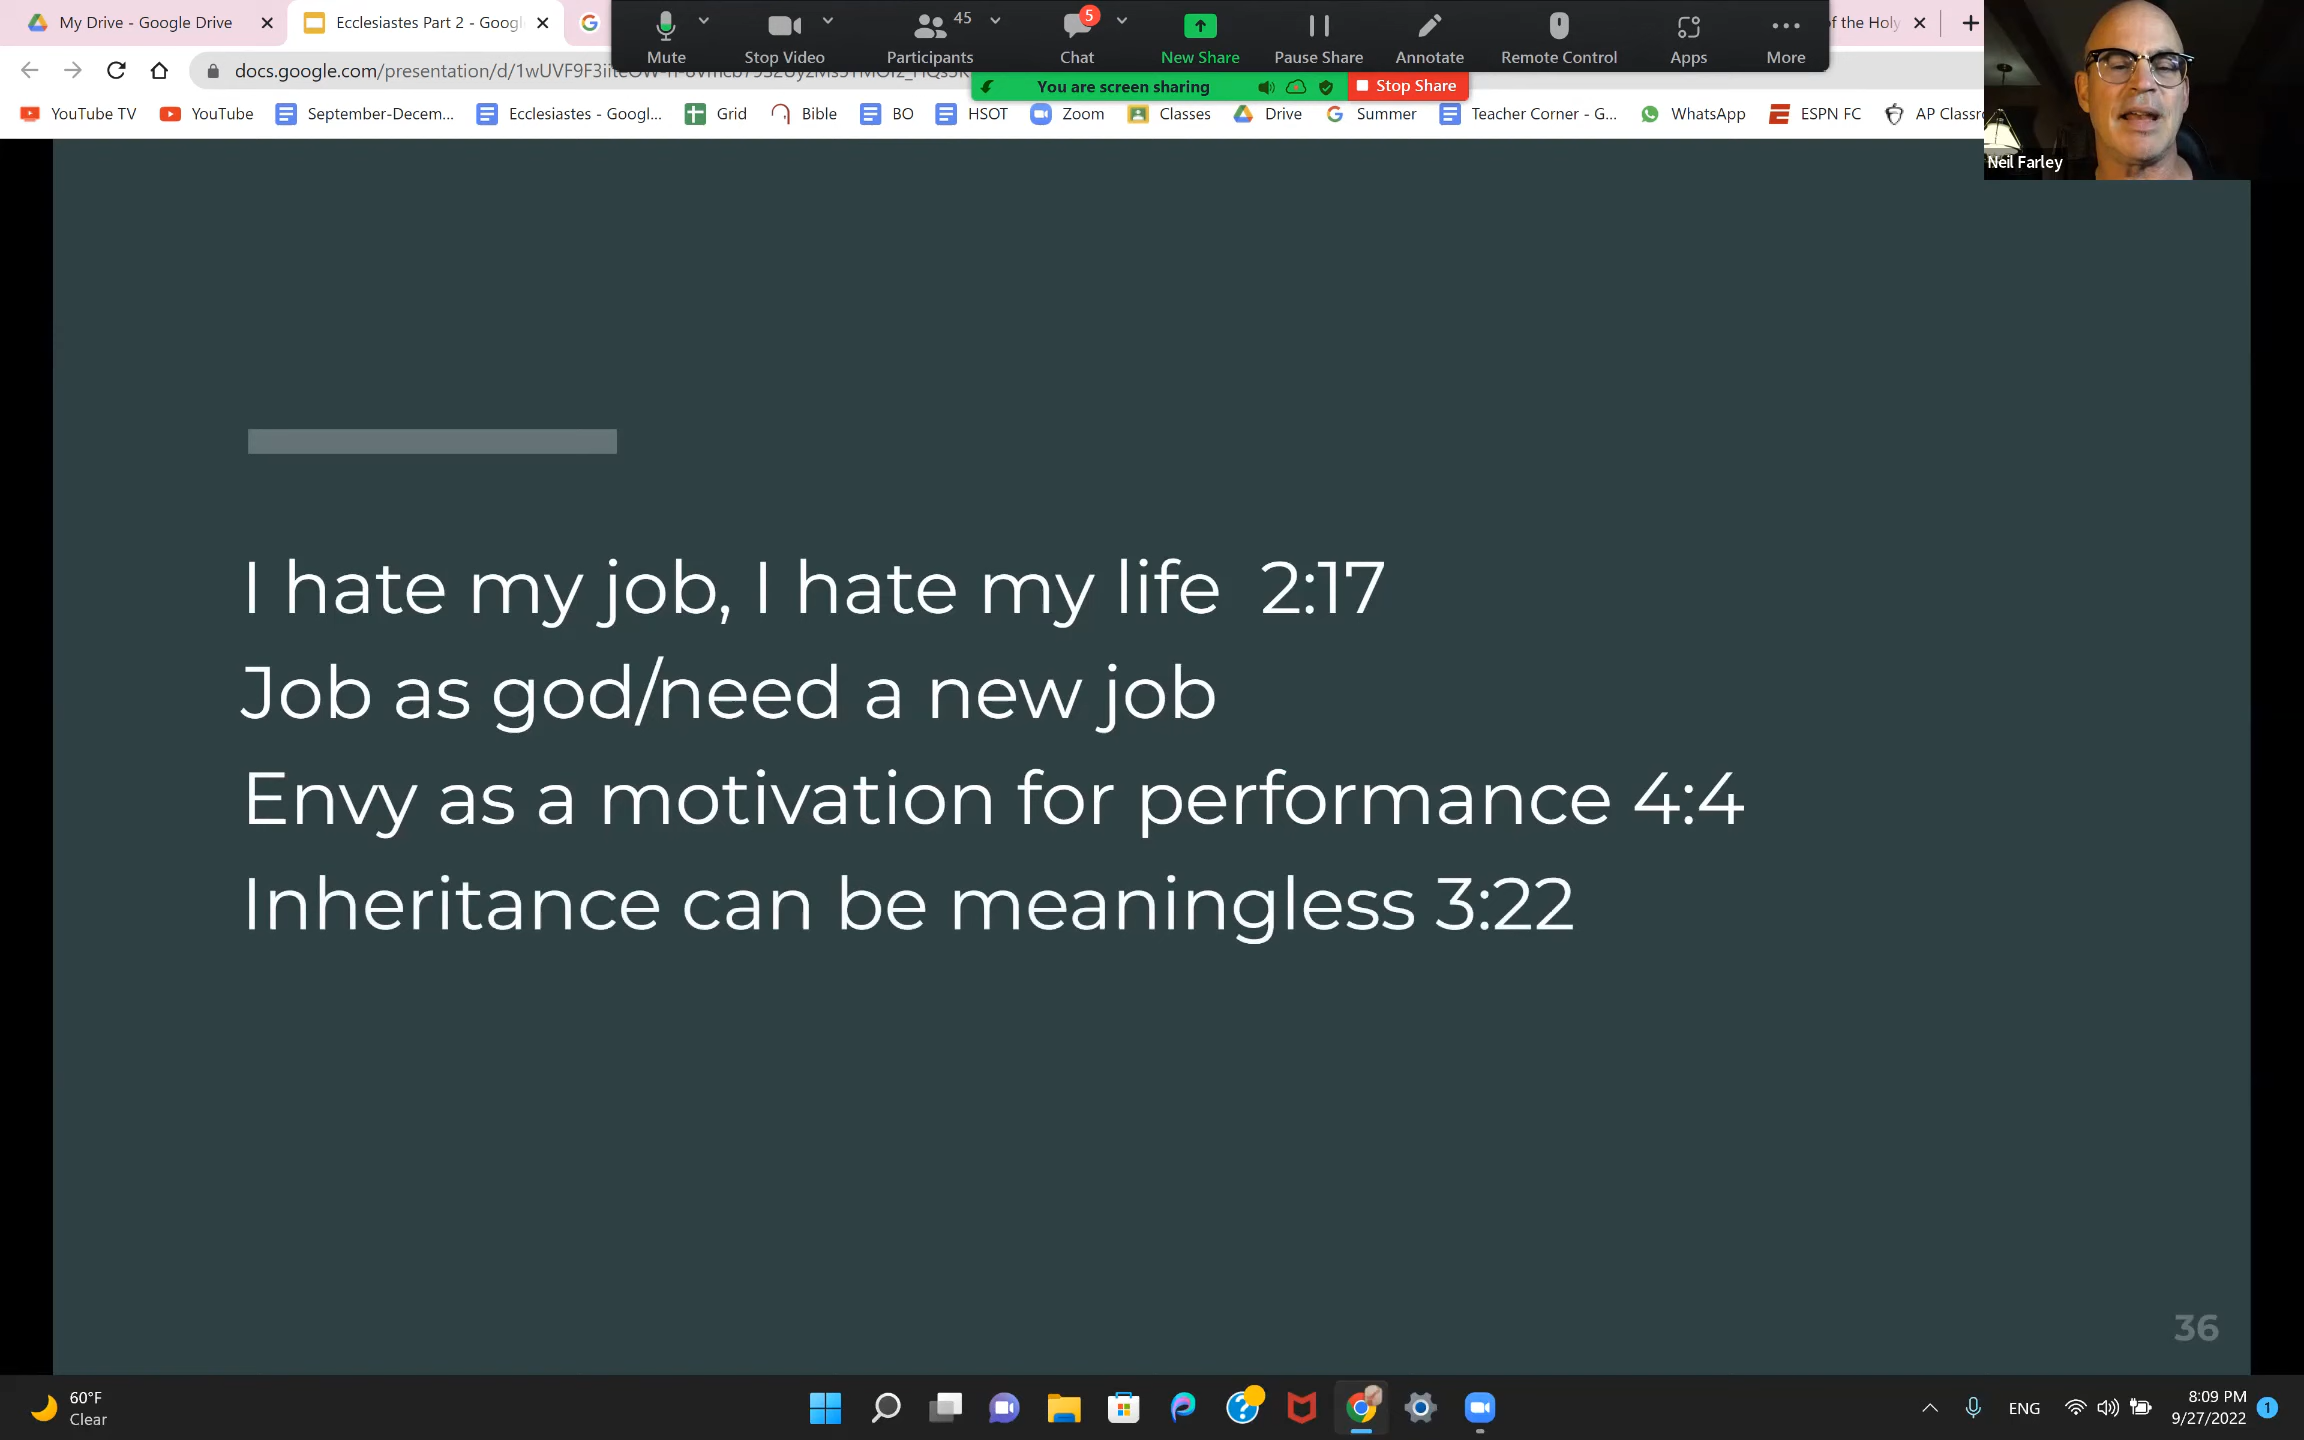 My Drive - Google Drive
Ecclesiastes Part 2 - Googl
of the Holy
Mute
Stop Video
45
Participants
5
Chat
New Share
Pause Share
Annotate
Remote Control
Apps
More
You are screen sharing
Stop Share
YouTube TV
YouTube
September-Decem...
Ecclesiastes - Googl...
Grid
Bible
BO
HSOT
Zoom
Classes
Drive
Summer
Teacher Corner - G...
WhatsApp
ESPN FC
Neil Farley
I hate my job, I hate my life 2:17
Job as god/need a new job
Envy as a motivation for performance 4:4
Inheritance can be meaningless 3:22
36
60°F
Clear
ENG
8:09 PM
9/27/2022
1